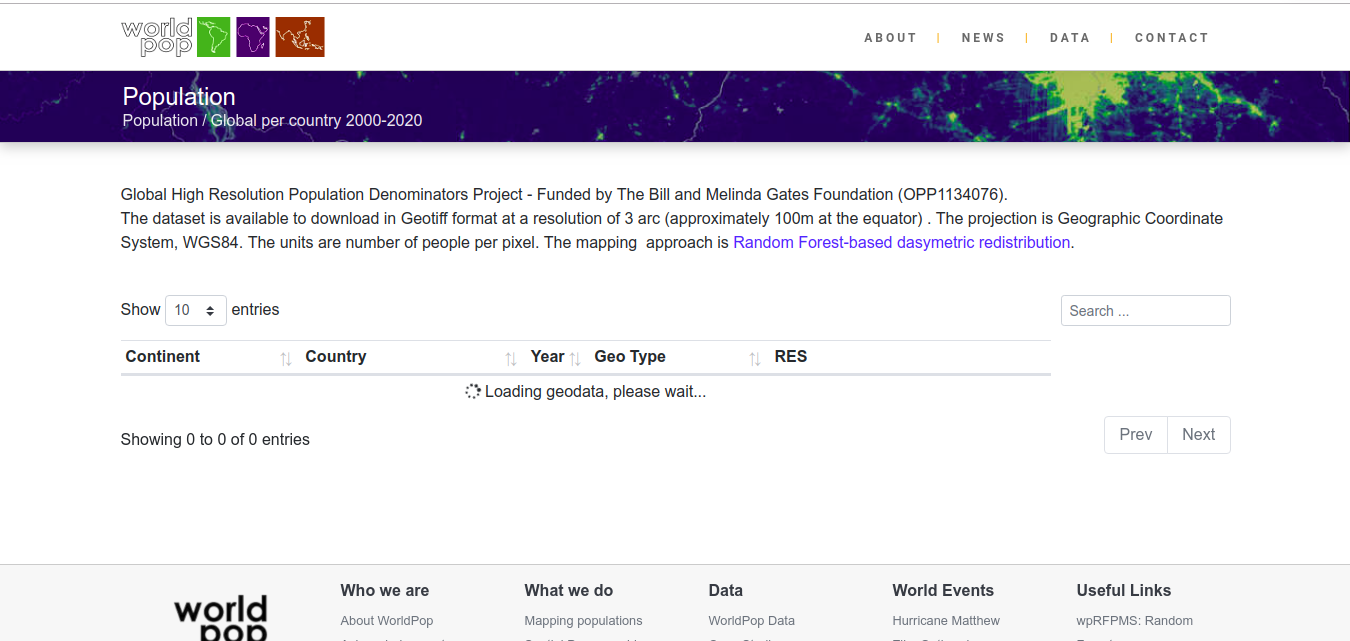 world
pop
ABOUT | NEWS | DATA | CONTACT
Population
Population / Global per country 2000-2020
Global High Resolution Population Denominators Project - Funded by The Bill and Melinda Gates Foundation (OPP1134076).
The dataset is available to download in Geotiff format at a resolution of 3 arc (approximately 100m at the equator) . The projection is Geographic Coordinate
System, WGS84. The units are number of people per pixel. The mapping approach is Random Forest-based dasymetric redistribution.
Show 10 entries Search ...
Continent Country Year Geo Type RES
Loading geodata, please wait...
Showing 0 to 0 of 0 entries Prev Next
world
pop
Who we are What we do Data World Events Useful Links
About WorldPop Mapping populations WorldPop Data Hurricane Matthew wpRFPMS: Random